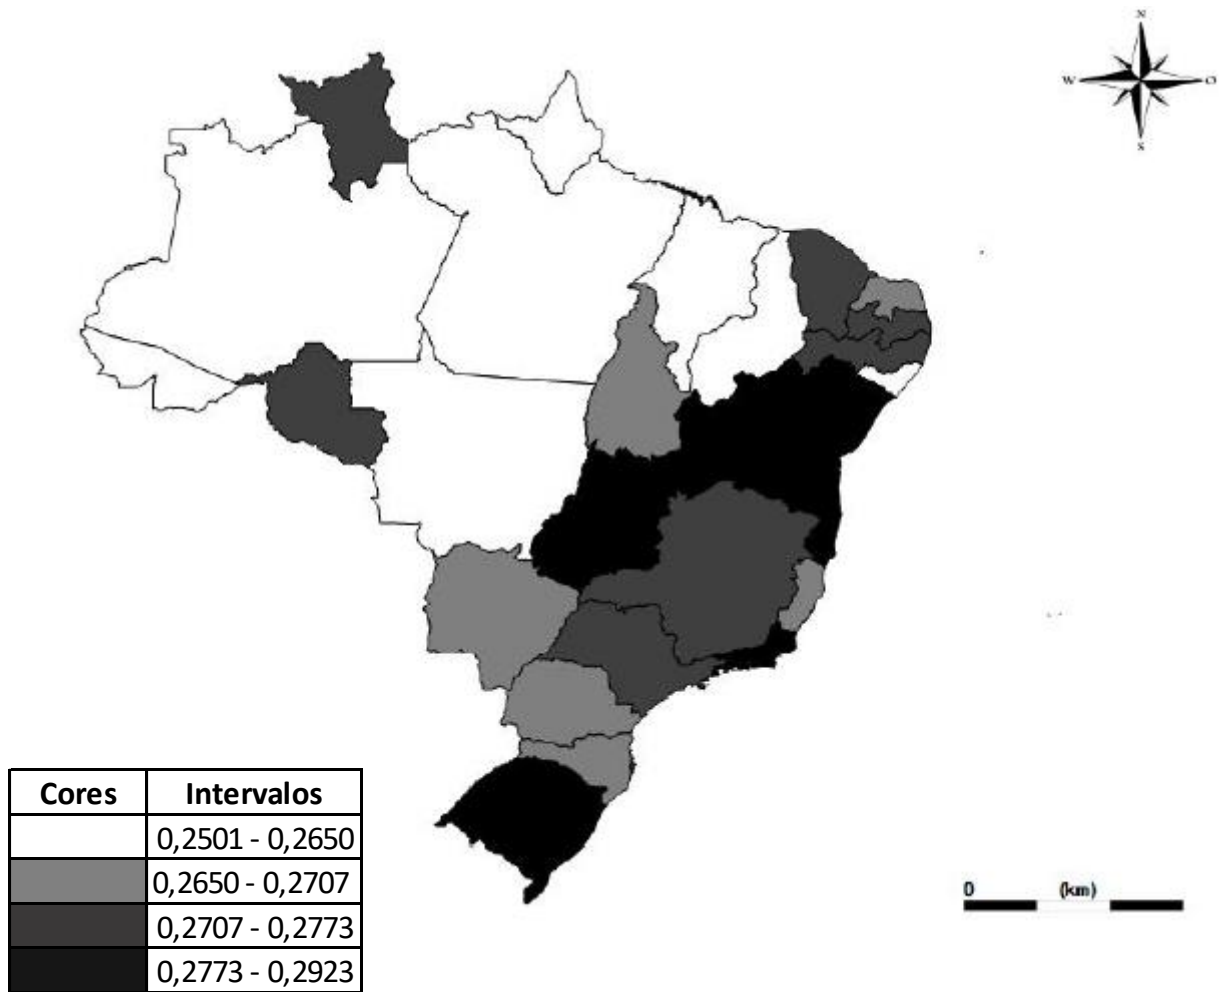 N
W
O
S
Cores Intervalos
0,2501 - 0,2650
0,2650 - 0,2707
0,2707 - 0,2773
0,2773 - 0,2923
0 (km)